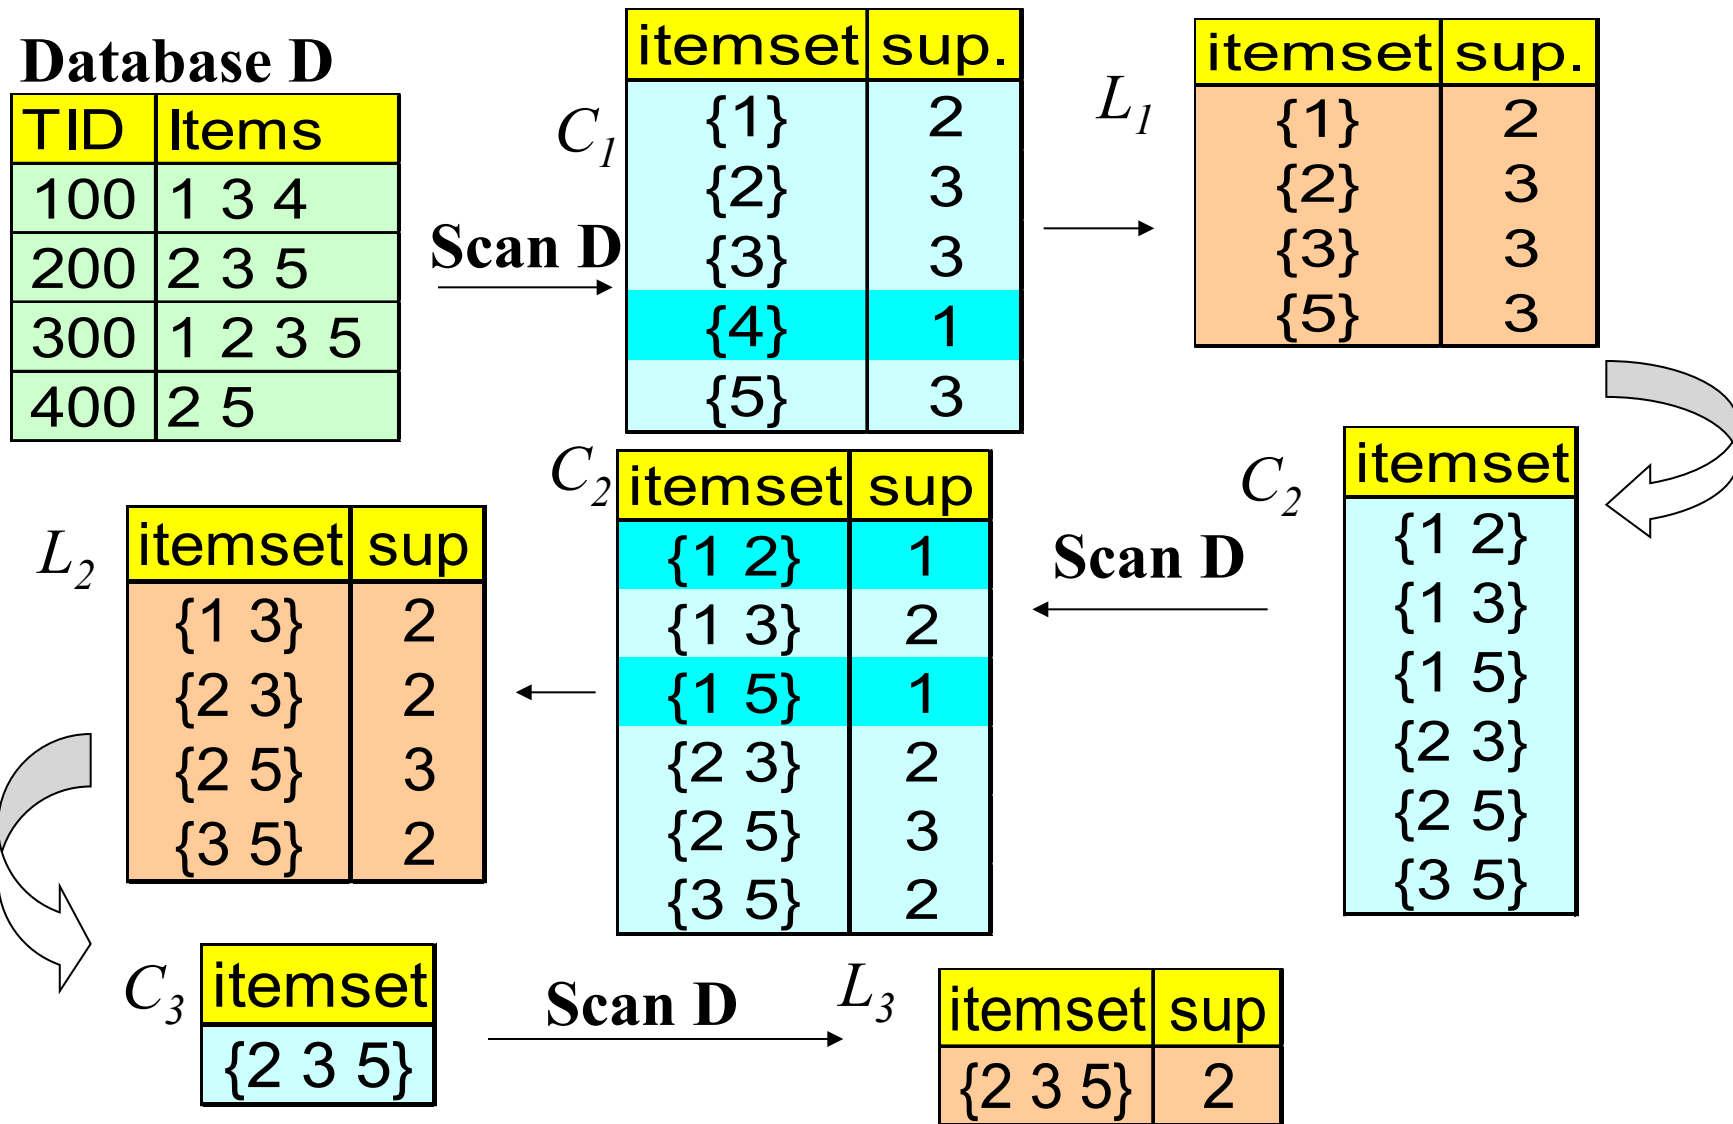 Database D
TID Items
100 1 3 4
200 2 3 5
300 1 2 3 5
400 2 5
Scan D
C1
itemset sup.
{1} 2
{2} 3
{3} 3
{4} 1
{5} 3
L1
itemset sup.
{1} 2
{2} 3
{3} 3
{5} 3
C2
itemset
{1 2}
{1 3}
{1 5}
{2 3}
{2 5}
{3 5}
Scan D
C2
itemset sup
{1 2} 1
{1 3} 2
{1 5} 1
{2 3} 2
{2 5} 3
{3 5} 2
L2
itemset sup
{1 3} 2
{2 3} 2
{2 5} 3
{3 5} 2
C3
itemset
{2 3 5}
Scan D
L3
itemset sup
{2 3 5} 2